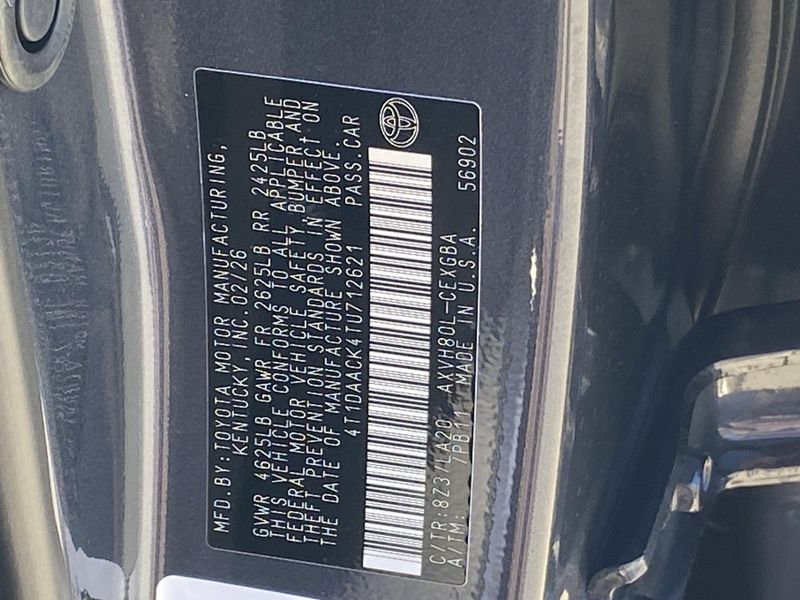 MFD.BY:TOYOTA MOTOR MANUFACTURING,
KENTUCKY, INC. 02/26
GVWR 4625LB GAWR FR 2625LB RR 2425LB
THIS VEHICLE CONFORMS TO ALL APPLICABLE
FEDERAL MOTOR VEHICLE SAFETY, BUMPER AND
THEFT PREVENTION STANDARDS IN EFFECT ON
THE DATE OF MANUFACTURE SHOWN ABOVE.
4T1DAACK4TU712621 PASS.CAR
C/TR:8Z3/LA20 AXVH80L-CEXGBA
A/TM: /PB11 MADE IN U.S.A. 56902